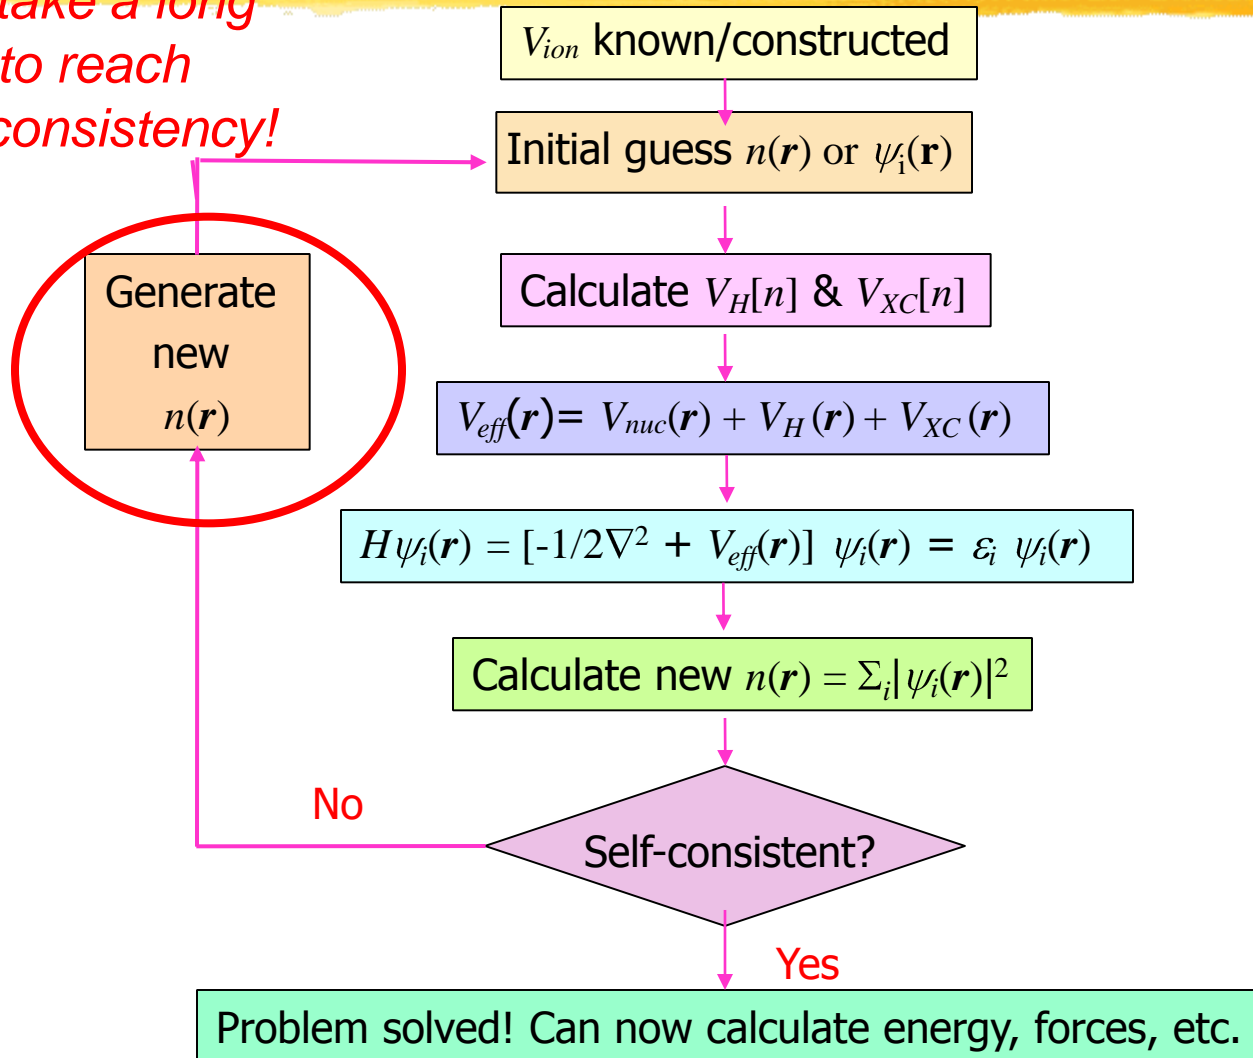 take a long
to reach
consistency!
V_ion known/constructed
Initial guess n(r) or ψ_i(r)
Generate
new
n(r)
Calculate V_H[n] & V_XC[n]
V_eff(r)= V_nuc(r) + V_H(r) + V_XC(r)
Hψ_i(r) = [-1/2∇² + V_eff(r)] ψ_i(r) = ε_i ψ_i(r)
Calculate new n(r) = Σ_i|ψ_i(r)|²
No
Self-consistent?
Yes
Problem solved! Can now calculate energy, forces, etc.